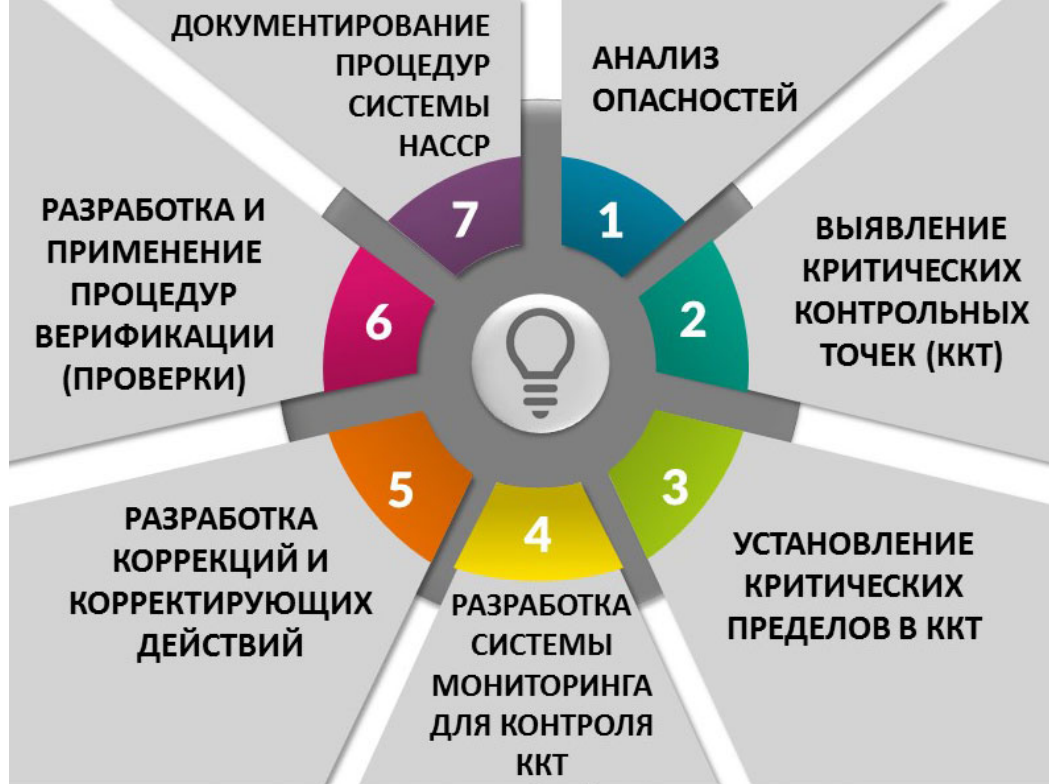 1
АНАЛИЗ
ОПАСНОСТЕЙ
2
ВЫЯВЛЕНИЕ
КРИТИЧЕСКИХ
КОНТРОЛЬНЫХ
ТОЧЕК (ККТ)
3
УСТАНОВЛЕНИЕ
КРИТИЧЕСКИХ
ПРЕДЕЛОВ В ККТ
4
РАЗРАБОТКА
СИСТЕМЫ
МОНИТОРИНГА
ДЛЯ КОНТРОЛЯ
ККТ
5
РАЗРАБОТКА
КОРРЕКЦИЙ И
КОРРЕКТИРУЮЩИХ
ДЕЙСТВИЙ
6
РАЗРАБОТКА И
ПРИМЕНЕНИЕ
ПРОЦЕДУР
ВЕРИФИКАЦИИ
(ПРОВЕРКИ)
7
ДОКУМЕНТИРОВАНИЕ
ПРОЦЕДУР
СИСТЕМЫ
НАССР